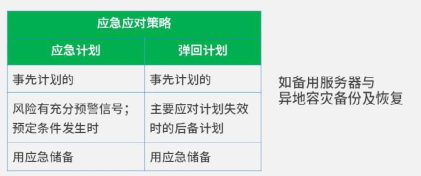 应急应对策略
应急计划 弹回计划
事先计划的 事先计划的
风险有充分预警信号；
预定条件发生时
主要应对计划失效
时的后备计划
用应急储备 用应急储备
如备用服务器与
异地容灾备份及恢复